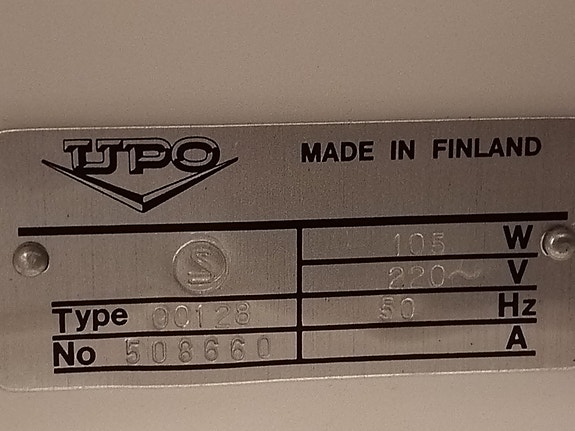 UPO MADE IN FINLAND
S 105 W
220~ V
Type 00128 50 Hz
No 508660 A